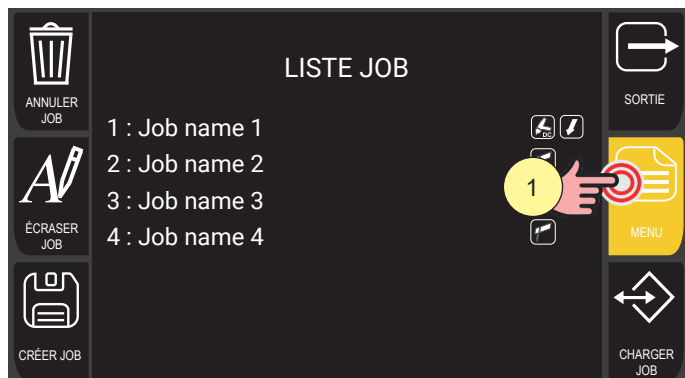 ANNULER
JOB
LISTE JOB
SORTIE
1 : Job name 1
DC
2 : Job name 2
3 : Job name 3
4 : Job name 4
1
ÉCRASER
JOB
MENU
CRÉER JOB
CHARGER
JOB